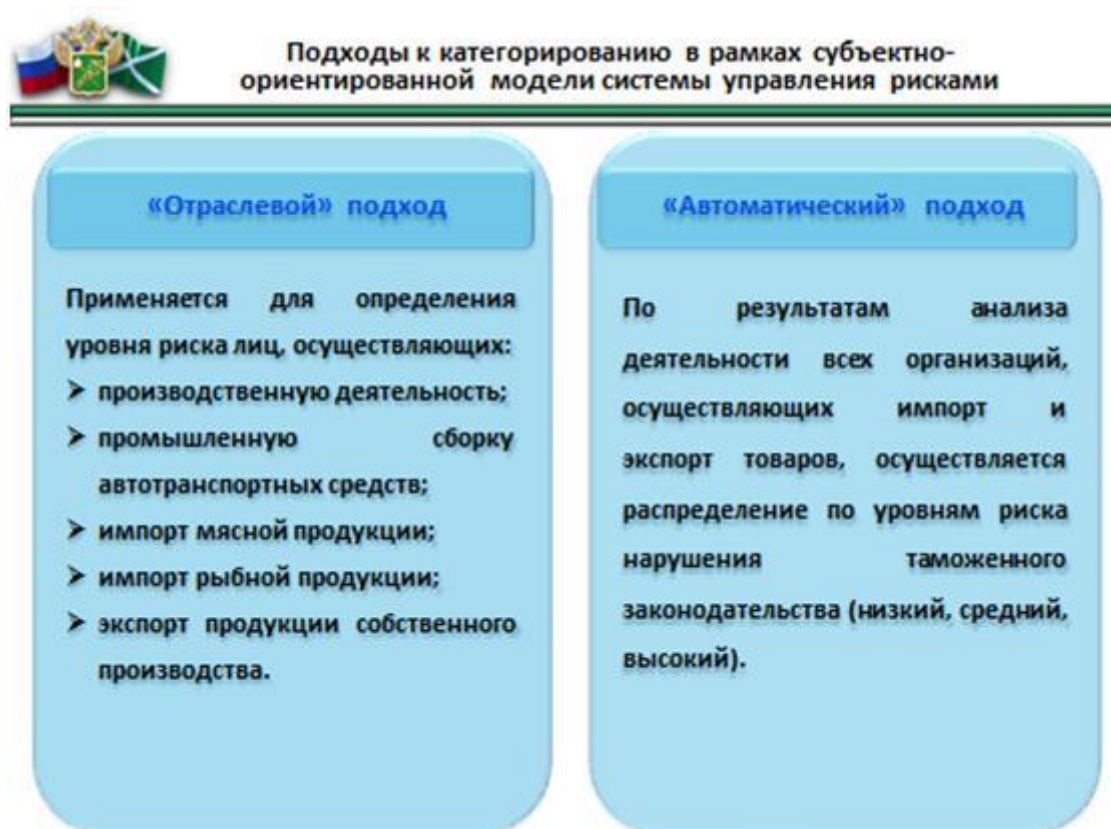 Подходы к категорированию в рамках субъектно-
ориентированной модели системы управления рисками
«Отраслевой» подход
Применяется для определения
уровня риска лиц, осуществляющих:
➤ производственную деятельность;
➤ промышленную сборку
автотранспортных средств;
➤ импорт мясной продукции;
➤ импорт рыбной продукции;
➤ экспорт продукции собственного
производства.
«Автоматический» подход
По результатам анализа
деятельности всех организаций,
осуществляющих импорт и
экспорт товаров, осуществляется
распределение по уровням риска
нарушения таможенного
законодательства (низкий, средний,
высокий).